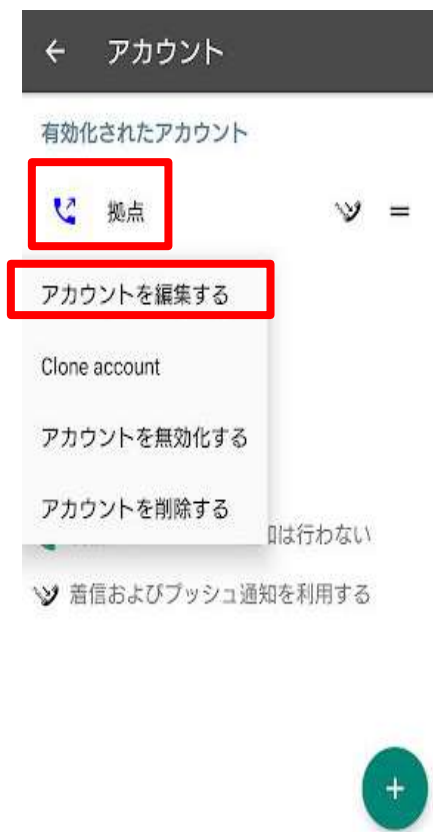 アカウント
有効化されたアカウント
拠点
アカウントを編集する
Clone account
アカウントを無効化する
アカウントを削除する
は行わない
着信およびプッシュ通知を利用する